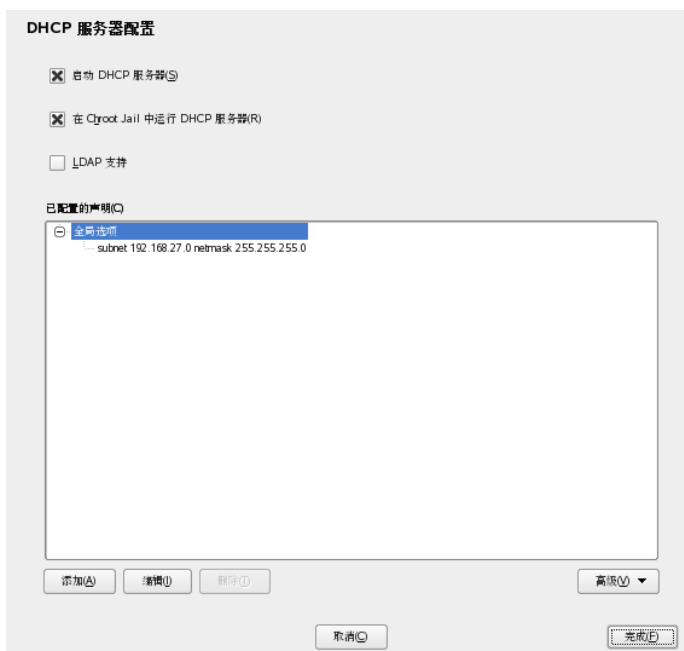 DHCP 服务器配置
启动 DHCP 服务器(S)
在 Chroot Jail 中运行 DHCP 服务器(R)
LDAP 支持
已配置的声明(C)
全局选项
subnet 192.168.27.0 netmask 255.255.255.0
添加(A) 编辑(I) 删除(T) 高级(V)
取消(C) 完成(F)